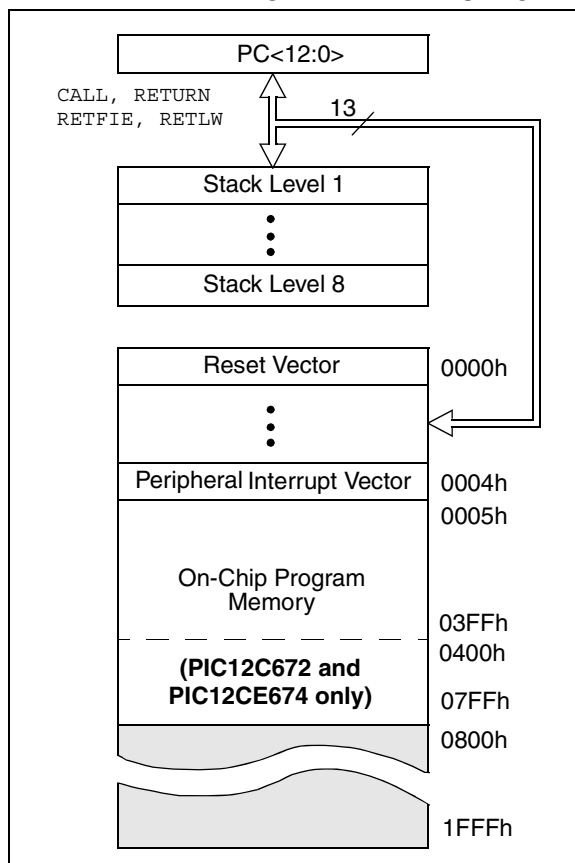 PC<12:0>
CALL, RETURN
RETFIE, RETLW
13
Stack Level 1
Stack Level 8
Reset Vector
0000h
Peripheral Interrupt Vector
0004h
0005h
On-Chip Program
Memory
03FFh
0400h
(PIC12C672 and
PIC12CE674 only)
07FFh
0800h
1FFFh